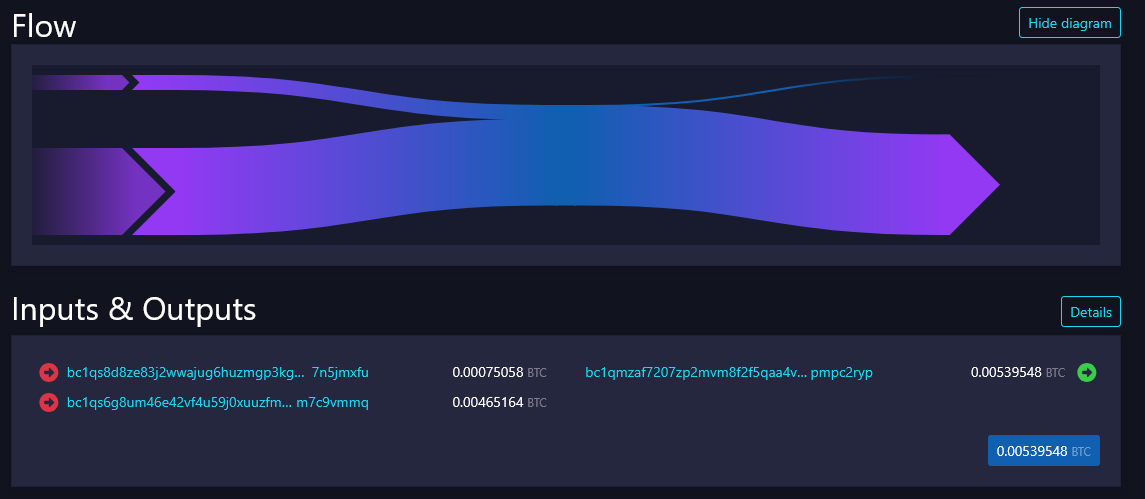 Flow
Hide diagram
Inputs & Outputs
Details
bc1qs8d8ze83j2wwajug6huzmgp3kg... 7n5jmxfu 0.00075058 BTC bc1qmzaf7207zp2mvm8f2f5qaa4v... pmpc2ryp 0.00539548 BTC
bc1qs6g8um46e42vf4u59j0xuuzfm... m7c9vmmq 0.00465164 BTC
0.00539548 BTC